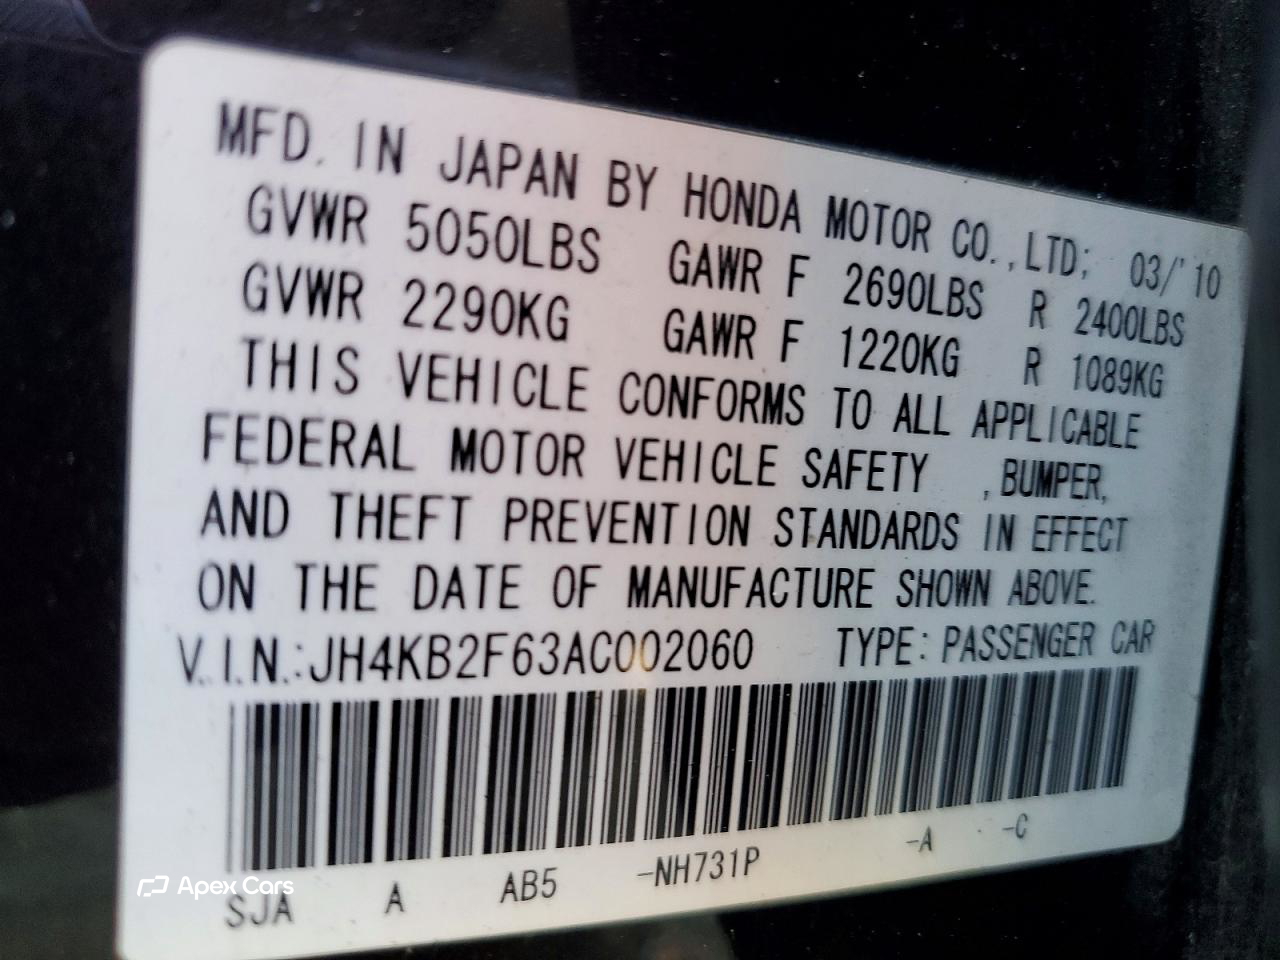 MFD. IN JAPAN BY HONDA MOTOR CO.,LTD; 03/'10
GVWR 5050LBS GAWR F 2690LBS R 2400LBS
GVWR 2290KG GAWR F 1220KG R 1089KG
THIS VEHICLE CONFORMS TO ALL APPLICABLE
FEDERAL MOTOR VEHICLE SAFETY , BUMPER,
AND THEFT PREVENTION STANDARDS IN EFFECT
ON THE DATE OF MANUFACTURE SHOWN ABOVE.
V.I.N.:JH4KB2F63AC002060 TYPE: PASSENGER CAR
SJA A AB5 -NH731P -A -C
Apex Cars